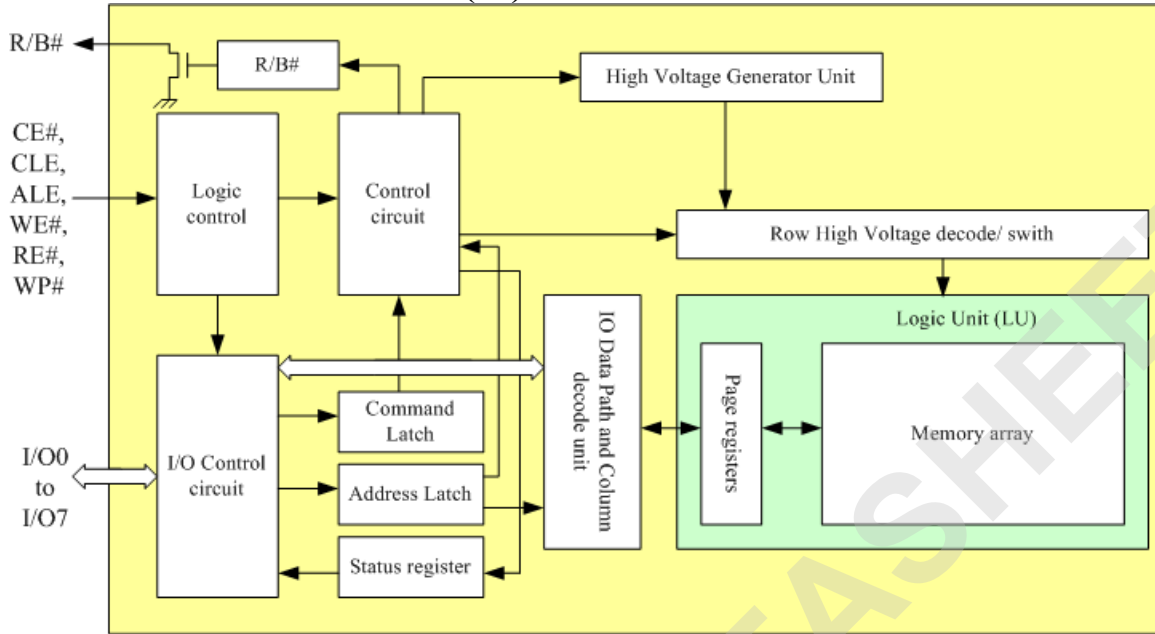 R/B#
R/B#
High Voltage Generator Unit
CE#,
CLE,
ALE,
WE#,
RE#,
WP#
Logic
control
Control
circuit
Row High Voltage decode/ swith
Logic Unit (LU)
IO Data Path and Column
decode unit
Page registers
Memory array
Command
Latch
I/O0
to
I/O7
I/O Control
circuit
Address Latch
Status register